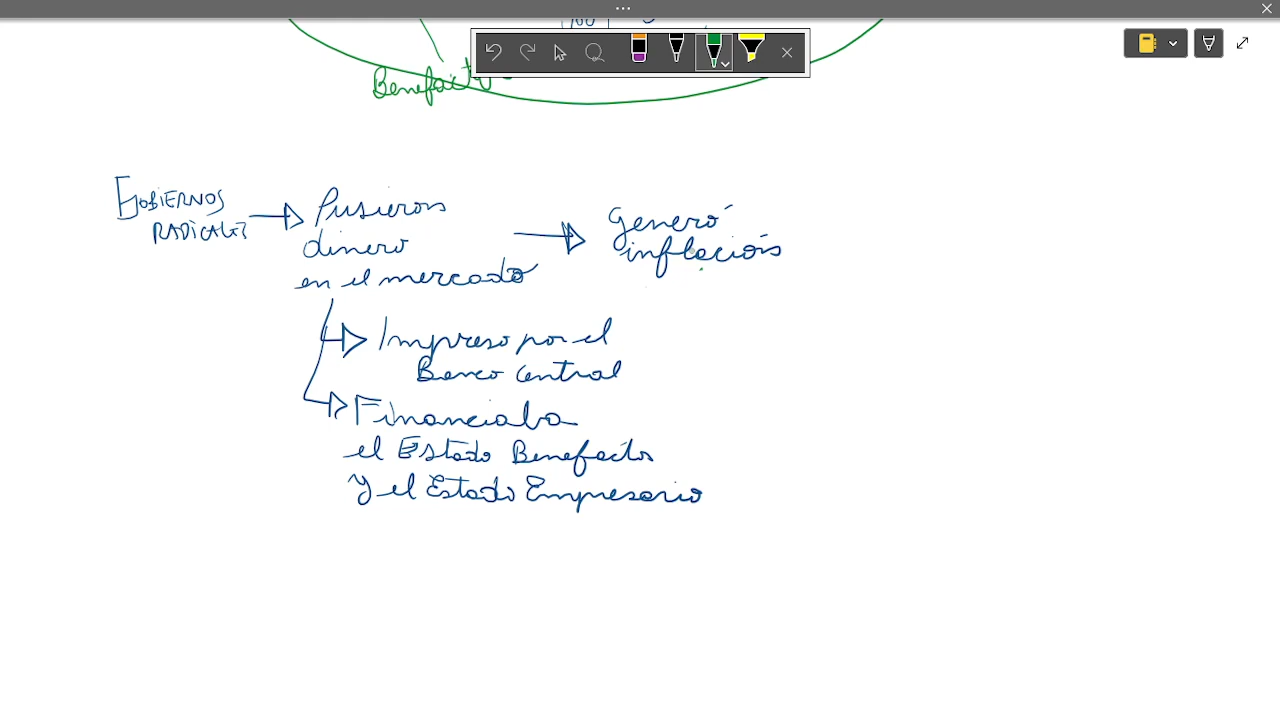 Benefact
GOBIERNOS
RADICALES
Pusieron
dinero
en el mercado
Generó
inflación
Impreso por el
Banco Central
Financiaba
el Estado Benefactor
y el Estado Empresario